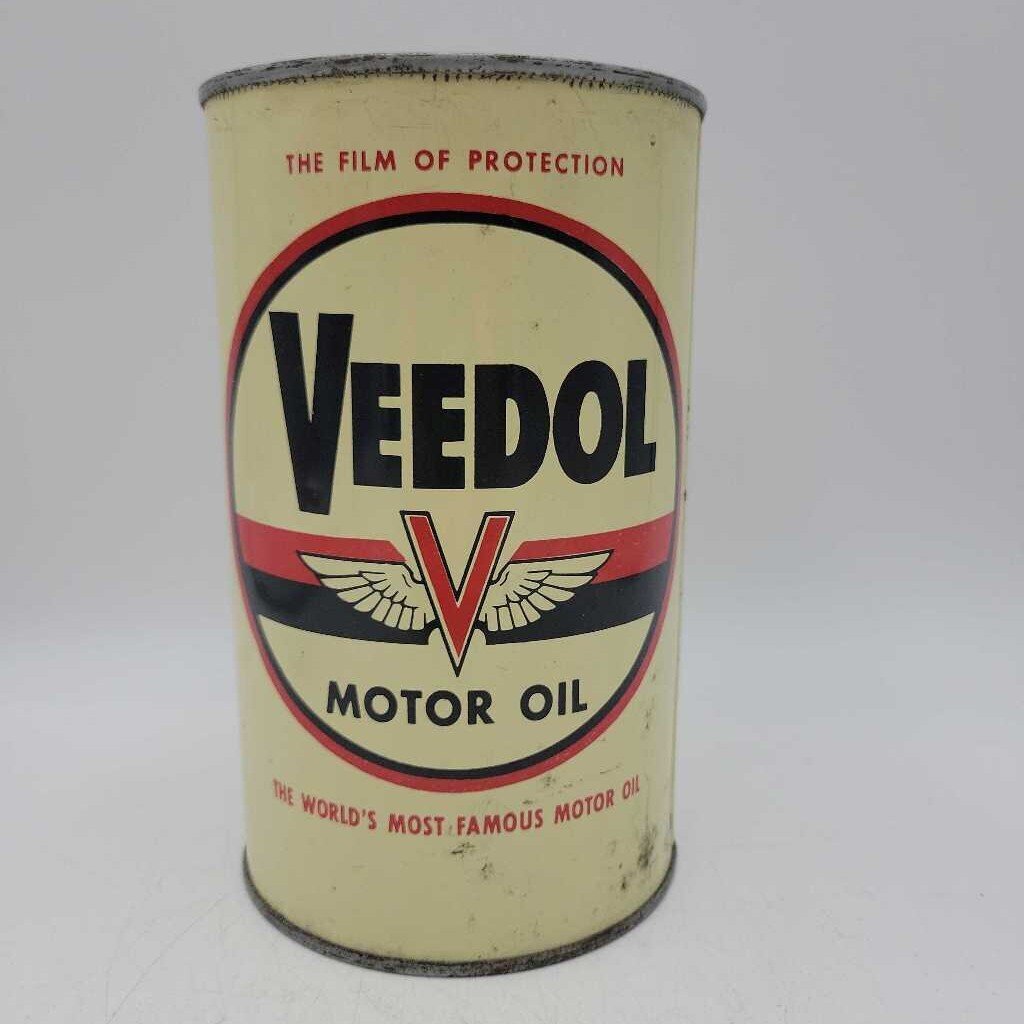 THE FILM OF PROTECTION
VEEDOL
V
MOTOR OIL
THE WORLD'S MOST FAMOUS MOTOR OIL